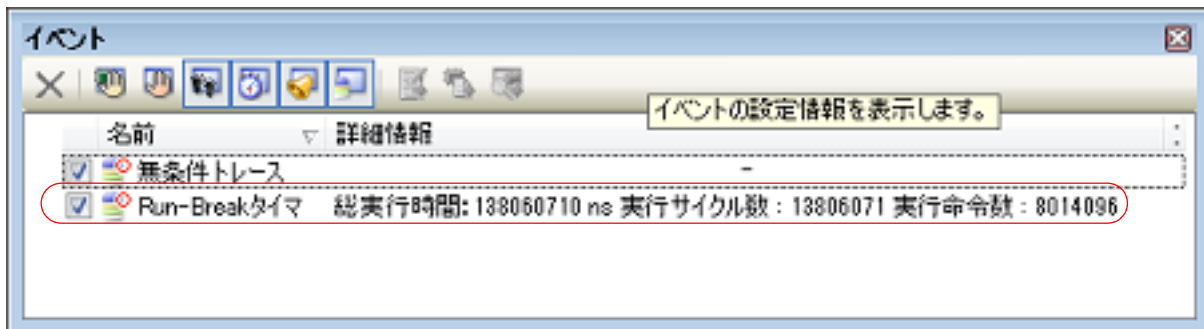 イベント
イベントの設定情報を表示します。
名前 詳細情報
無条件トレース -
Run-Breakタイマ 総実行時間: 138060710 ns 実行サイクル数 : 13806071 実行命令数 : 8014096